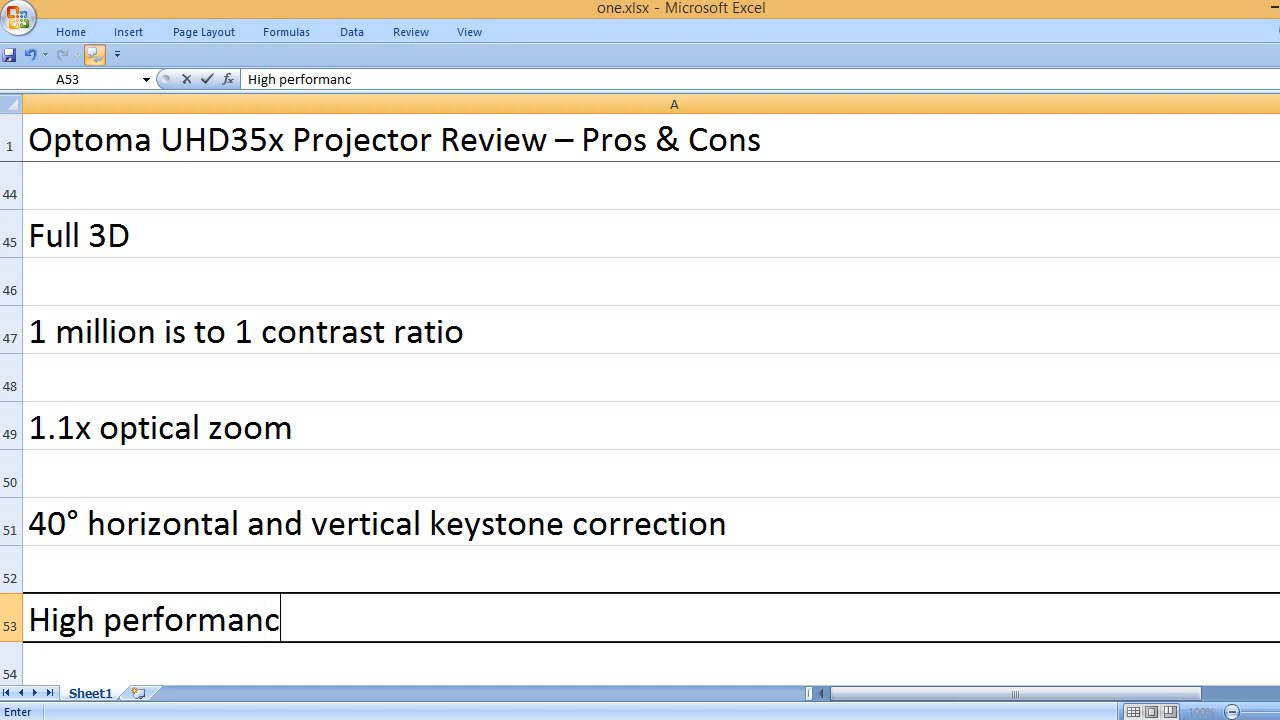 one.xlsx - Microsoft Excel
Home Insert Page Layout Formulas Data Review View
A53 fx High performanc
A
1 Optoma UHD35x Projector Review – Pros & Cons
44
45 Full 3D
46
47 1 million is to 1 contrast ratio
48
49 1.1x optical zoom
50
51 40° horizontal and vertical keystone correction
52
53 High performanc
54
Sheet1
Enter 100%